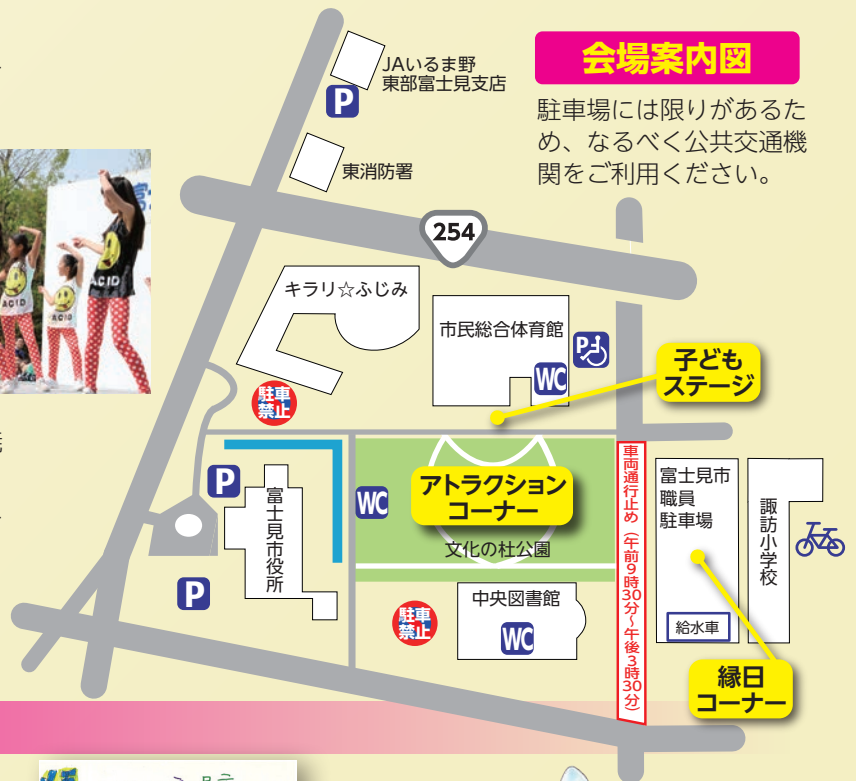 会場案内図
駐車場には限りがあるた
め、なるべく公共交通機
関をご利用ください。
JAいるま野
東部富士見支店
P
東消防署
254
キラリ☆ふじみ
市民総合体育館
P
WC
子ども
ステージ
駐車
禁止
ACID
ACID
ACID
P
富士見市役所
WC
アトラクション
コーナー
文化の杜公園
車両通行止め（午前9時30分～午後3時30分）
富士見市
職員
駐車場
諏訪小学校
P
駐車
禁止
中央図書館
WC
給水車
縁日
コーナー